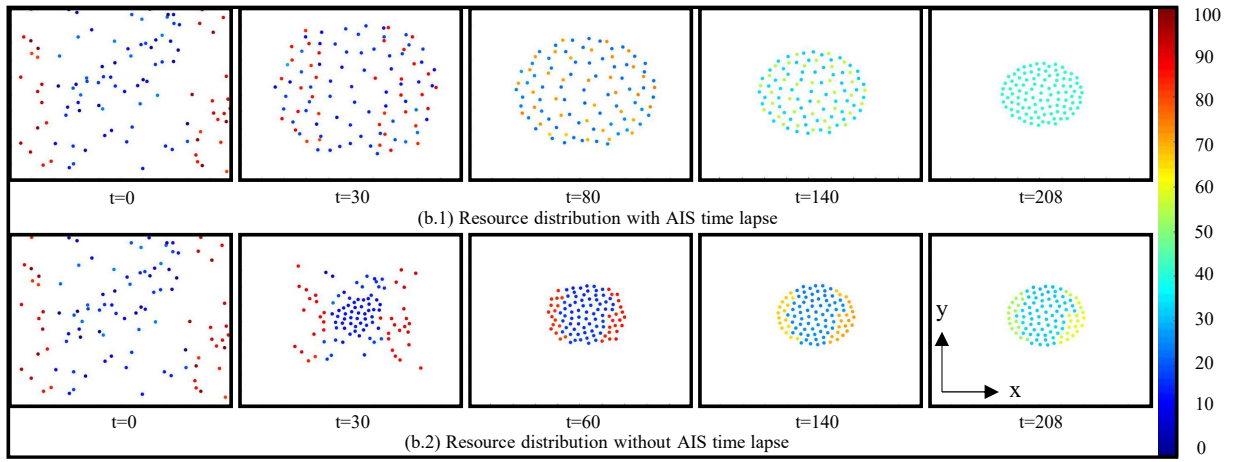 t=0 t=30 t=80 t=140 t=208
(b.1) Resource distribution with AIS time lapse
y
x
t=0 t=30 t=60 t=140 t=208
(b.2) Resource distribution without AIS time lapse
100
90
80
70
60
50
40
30
20
10
0